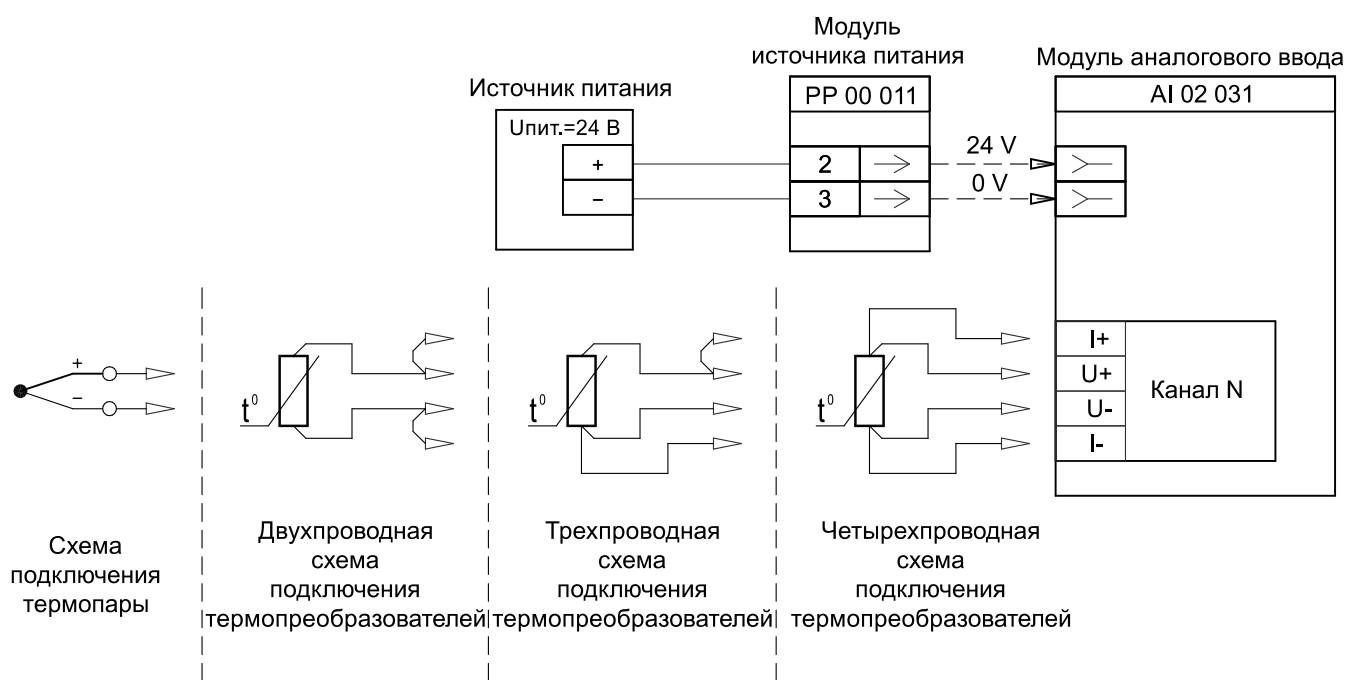 Модуль
источника питания
Модуль аналогового ввода
Источник питания
PP 00 011
AI 02 031
Uпит.=24 В
+
2
24 V
–
3
0 V
I+
U+
U-
I-
Канал N
+
–
t⁰
t⁰
t⁰
Схема
подключения
термопары
Двухпроводная
схема
подключения
термопреобразователей
Трехпроводная
схема
подключения
термопреобразователей
Четырехпроводная
схема
подключения
термопреобразователей